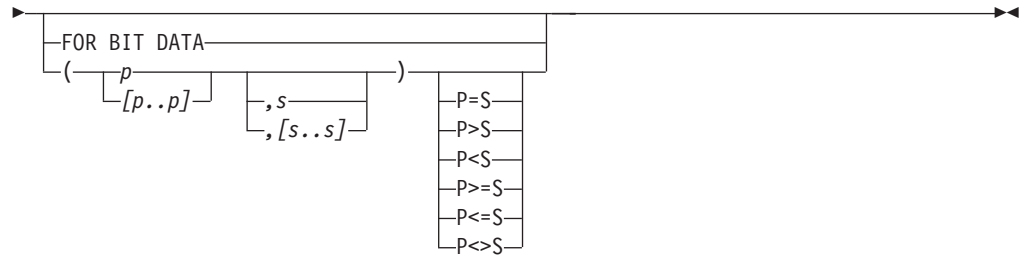 FOR BIT DATA
( p )
[p..p] ,s P=S
,[s..s] P>S
P<S
P>=S
P<=S
P<>S